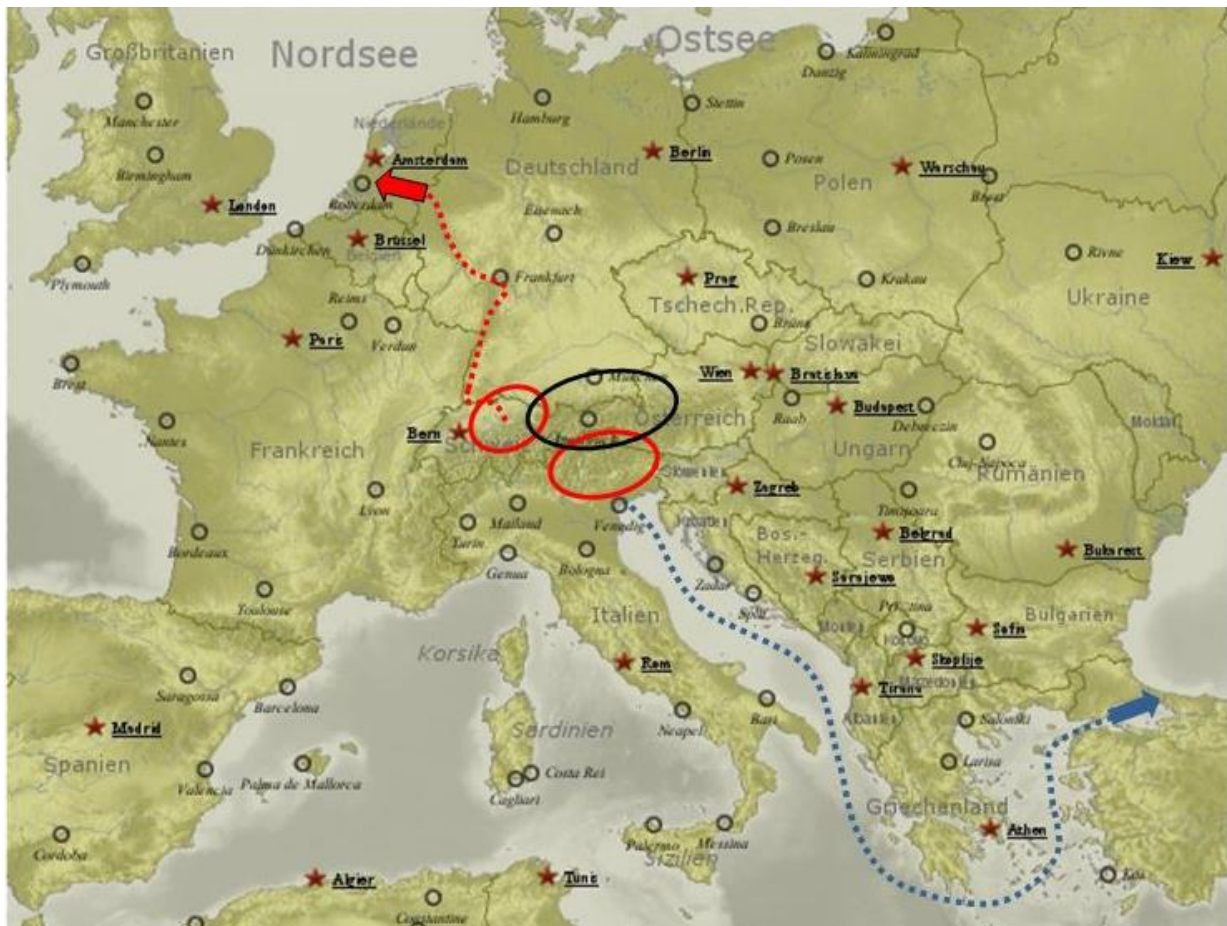 Großbritanien
Nordsee
Ostsee
Kaliningrad
Danzig
Manchester
Hamburg
Stettin
Niederlande
Birmingham
Amsterdam
Deutschland
Berlin
Posen
Warschau
Polen
Brest
London
Rotterdam
Eisenach
Dünkirchen
Brüssel
Belgien
Breslau
Rivne
Kiew
Plymouth
Frankfurt
Prag
Krakau
Tschech.Rep.
Ukraine
Reims
Paris
Verdun
Brünn
Slowakei
Brest
Wien
Bratislava
München
Österreich
Raab
Budapest
Debreczin
Nantes
Bern
Frankreich
Ungarn
Cluj-Napoca
Rumänien
Lyon
Zagreb
Timişoara
Mailand
Venedig
Turin
Bordeaux
Bos.-
Herzeg.
Belgrad
Serbien
Bukarest
Genua
Bologna
Zadar
Sarajewo
Toulouse
Split
Italien
Bulgarien
Sofia
Korsika
Rom
Skopije
Mazedonien
Tirana
Saragossa
Barcelona
Madrid
Sardinien
Neapel
Bari
Saloniki
Spanien
Valencia
Palma de Mallorca
Costa Rei
Cagliari
Larisa
Griechenland
Cordoba
Palermo
Messina
Sizilien
Athen
Algier
Tunis
Kos
Constantine